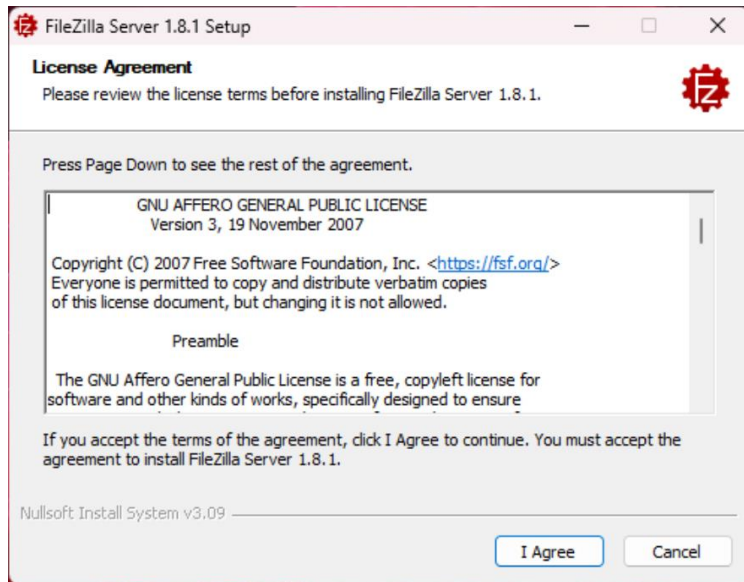 FileZilla Server 1.8.1 Setup
License Agreement
Please review the license terms before installing FileZilla Server 1.8.1.
Press Page Down to see the rest of the agreement.
GNU AFFERO GENERAL PUBLIC LICENSE
Version 3, 19 November 2007
Copyright (C) 2007 Free Software Foundation, Inc. <https://fsf.org/>
Everyone is permitted to copy and distribute verbatim copies
of this license document, but changing it is not allowed.
Preamble
The GNU Affero General Public License is a free, copyleft license for
software and other kinds of works, specifically designed to ensure
If you accept the terms of the agreement, click I Agree to continue. You must accept the
agreement to install FileZilla Server 1.8.1.
Nullsoft Install System v3.09
I Agree
Cancel